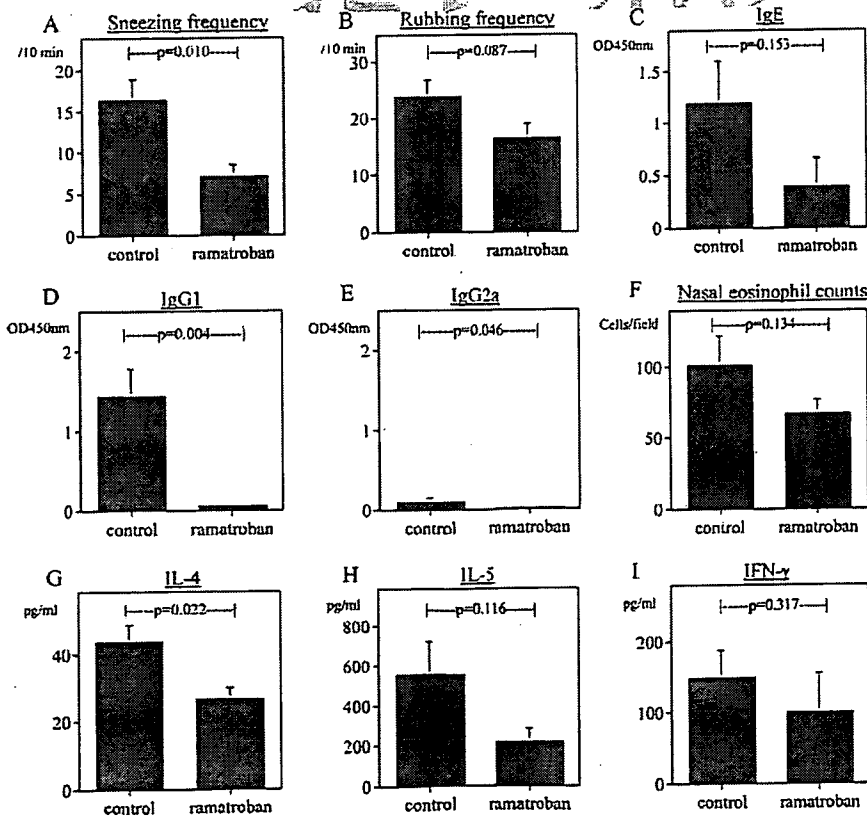 A Sneezing frequency
/10 min
p=0.010
20
15
10
5
0
control ramatroban
B Rubbing frequency
/10 min
p=0.087
30
20
10
0
control ramatroban
C IgE
OD450nm
p=0.153
1.5
1
0.5
0
control ramatroban
D IgG1
OD450nm
p=0.004
2
1
0
control ramatroban
E IgG2a
OD450nm
p=0.046
2
1
0
control ramatroban
F Nasal eosinophil counts
Cells/field
p=0.134
100
50
0
control ramatroban
G IL-4
pg/ml
p=0.022
40
20
0
control ramatroban
H IL-5
pg/ml
p=0.116
800
600
400
200
0
control ramatroban
I IFN-γ
pg/ml
p=0.317
200
100
0
control ramatroban